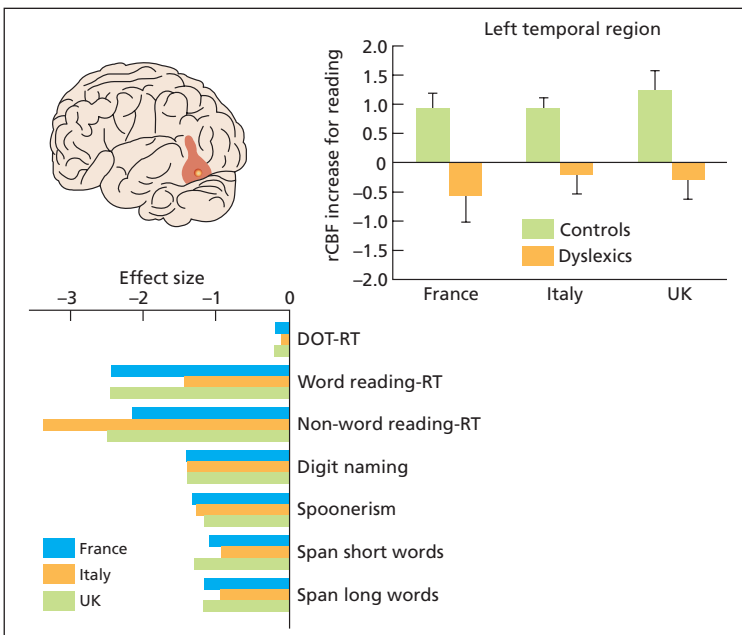 Left temporal region
rCBF increase for reading
2.0
1.5
1.0
0.5
0
−0.5
−1.0
−1.5
−2.0
Controls
Dyslexics
France Italy UK
Effect size
−3 −2 −1 0
DOT-RT
Word reading-RT
Non-word reading-RT
Digit naming
Spoonerism
Span short words
Span long words
France
Italy
UK